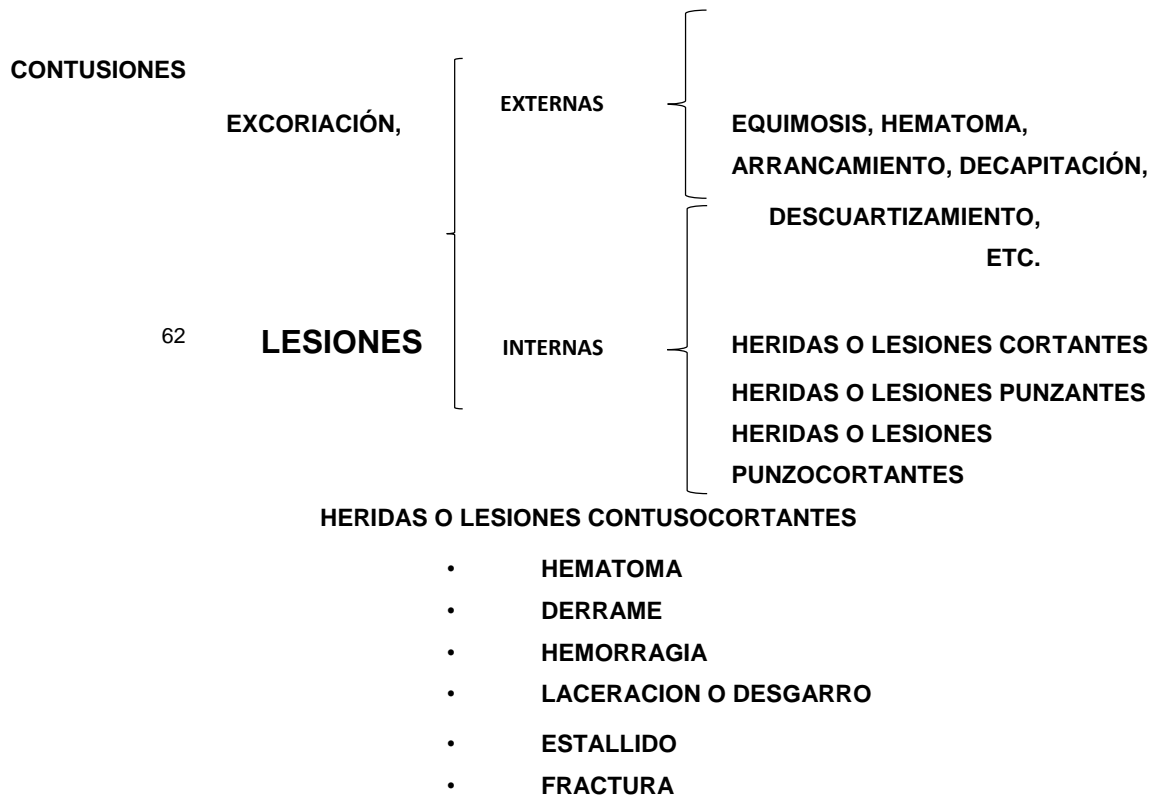 CONTUSIONES
EXTERNAS
EXCORIACIÓN,
EQUIMOSIS, HEMATOMA,
ARRANCAMIENTO, DECAPITACIÓN,
DESCUARTIZAMIENTO,
ETC.
62
LESIONES
INTERNAS
HERIDAS O LESIONES CORTANTES
HERIDAS O LESIONES PUNZANTES
HERIDAS O LESIONES
PUNZOCORTANTES
HERIDAS O LESIONES CONTUSOCORTANTES
• HEMATOMA
• DERRAME
• HEMORRAGIA
• LACERACION O DESGARRO
• ESTALLIDO
• FRACTURA